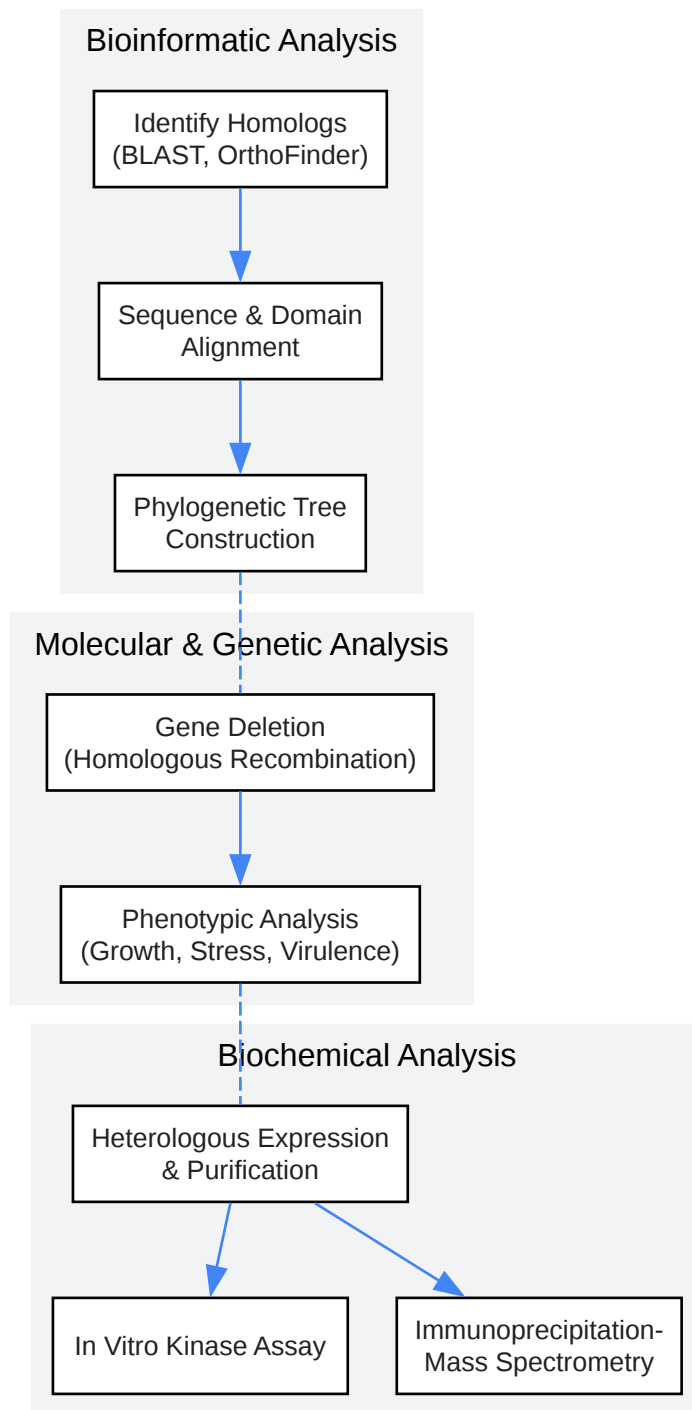 Bioinformatic Analysis
Identify Homologs
(BLAST, OrthoFinder)
Sequence & Domain
Alignment
Phylogenetic Tree
Construction
Molecular & Genetic Analysis
Gene Deletion
(Homologous Recombination)
Phenotypic Analysis
(Growth, Stress, Virulence)
Biochemical Analysis
Heterologous Expression
& Purification
In Vitro Kinase Assay
Immunoprecipitation-
Mass Spectrometry